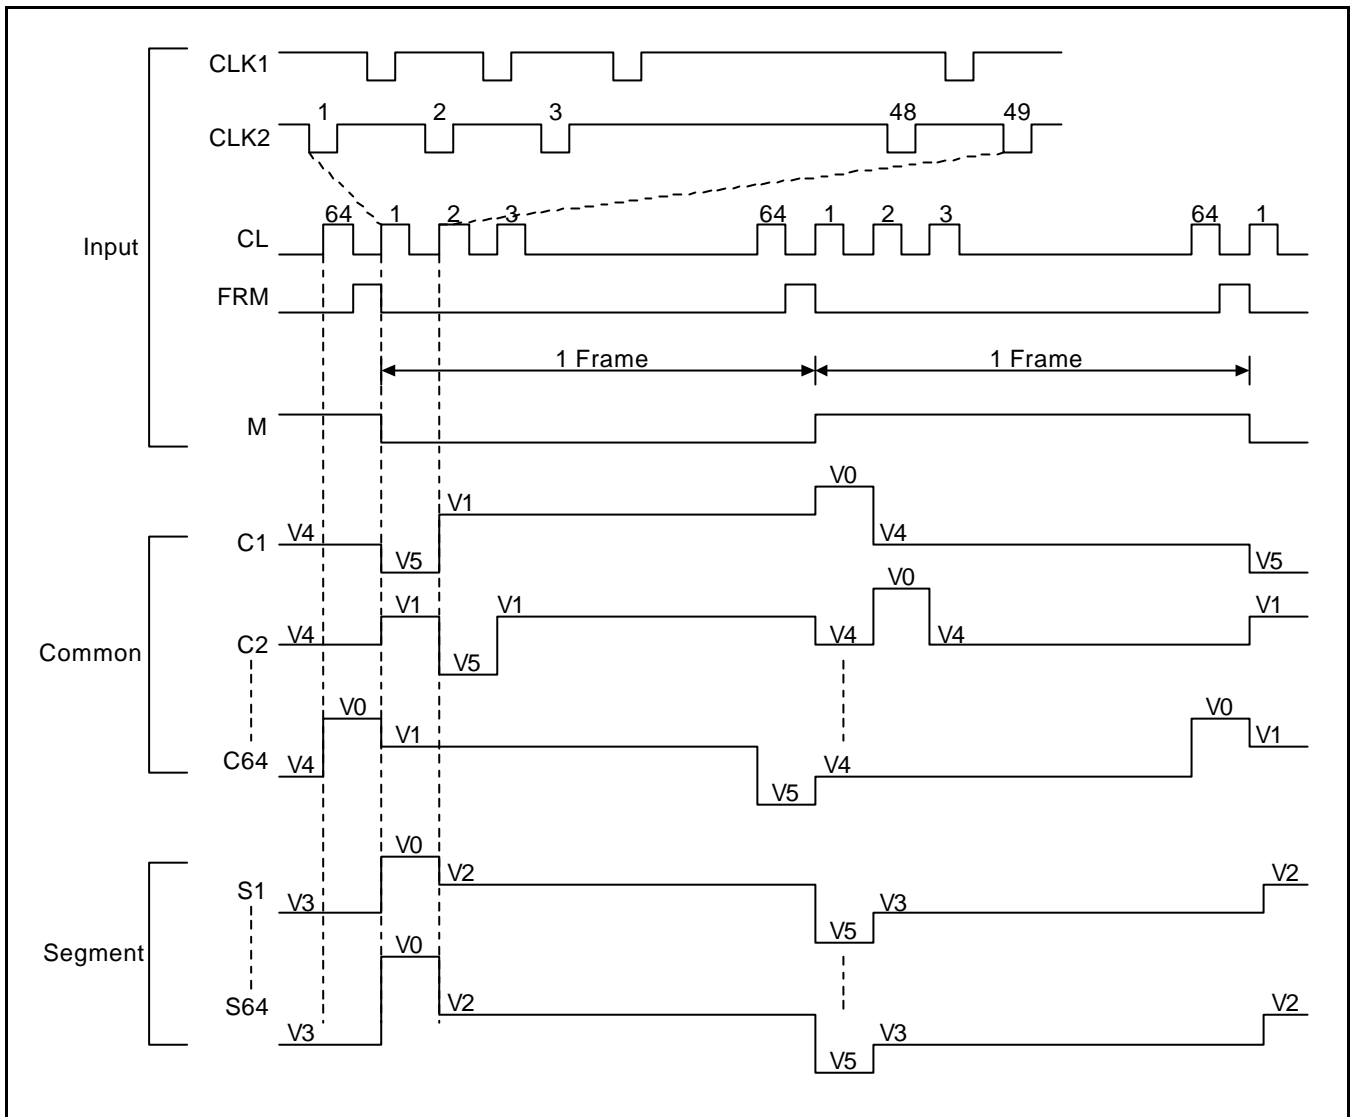 CLK1
1 2 3 48 49
CLK2
64 1 2 3 64 1 2 3 64 1
CL
Input
FRM
1 Frame 1 Frame
M
V0
V1
V4 V4
C1
V5 V5
V0
V1 V1 V1
V4 V4 V4
C2
Common
V5
V0 V0
V1 V1
C64
V4 V4
V5
V0
V2 V2
S1
V3 V3
V5
V0
Segment
V2 V2
S64
V3 V3
V5